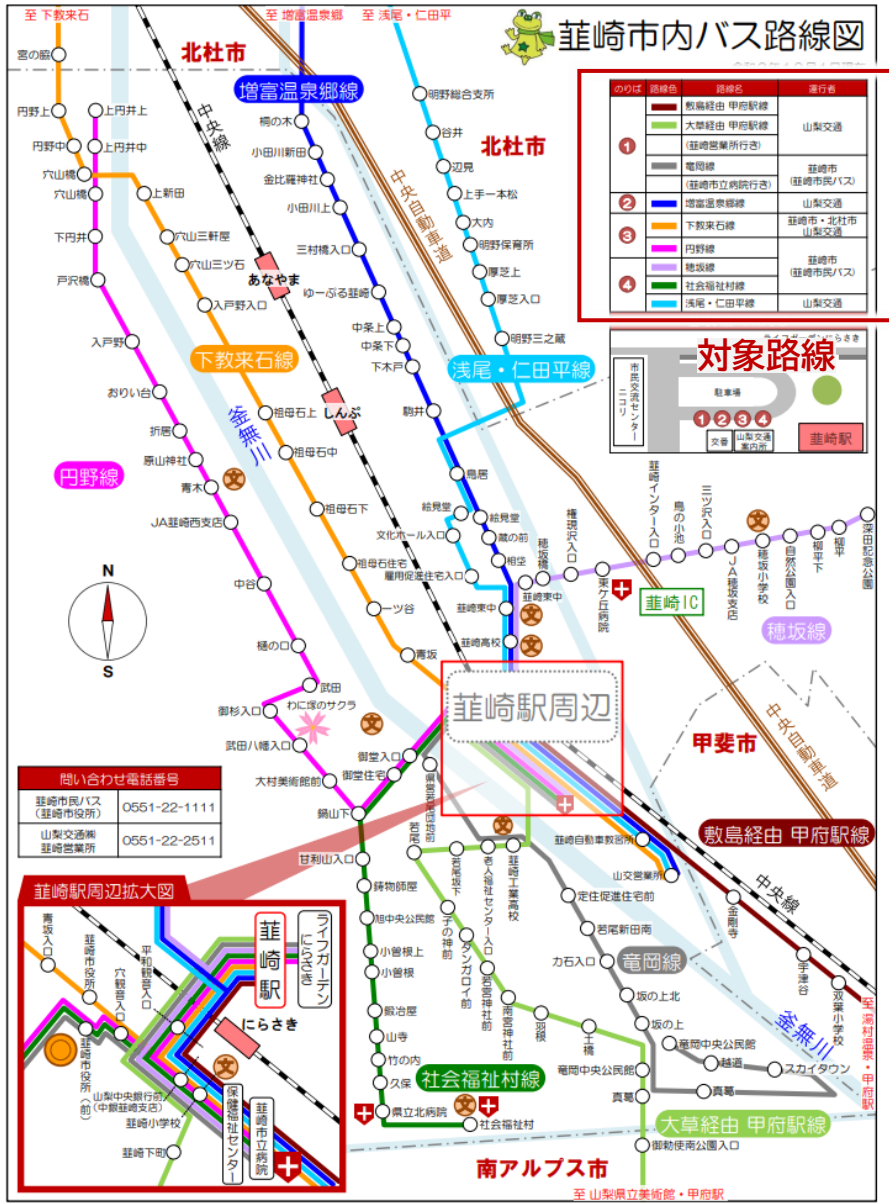 韮崎市内バス路線図
至 下教来石
至 増富温泉郷
至 浅尾・仁田平
北杜市
北杜市
のりば 路線色 路線名 運行者
1 敷島経由 甲府駅線 山梨交通
大草経由 甲府駅線
(韮崎営業所行き)
竜岡線 韮崎市
(韮崎市立病院行き) (韮崎市民バス)
2 増富温泉郷線 山梨交通
3 下教来石線 韮崎市・北杜市
山梨交通
円野線 韮崎市
(韮崎市民バス)
4 穂坂線
社会福祉村線
浅尾・仁田平線 山梨交通
対象路線
ライフガーデンにらさき
市民交流センター
ニコリ
駐車場
1 2 3 4
交番
山梨交通
案内所
韮崎駅
増富温泉郷線
桐の木
小田川新田
金比羅神社
小田川上
三村橋入口
ゆーぷる韮崎
中条上
中条下
下木戸
駒井
鳥居
絵見堂
蔵の前
相垈
韮崎東中
韮崎高校
明野総合支所
谷井
辺見
上手一本松
大内
明野保育所
厚芝上
厚芝入口
明野三之蔵
浅尾・仁田平線
絵見堂
文化ホール入口
雇用促進住宅入口
中央線
中央自動車道
あなやま
しんぷ
宮の脇
円野上
円野中
穴山橋
上新田
穴山三軒屋
穴山三ツ石
入戸野入口
下教来石線
祖母石上
祖母石中
祖母石下
祖母石住宅
一ツ谷
青坂
釜無川
上円井上
上円井中
穴山橋
下円井
戸沢橋
入戸野
おりい台
折居
原山神社
青木
JA韮崎西支店
中谷
樋の口
武田
御杉入口
武田八幡入口
大村美術館前
鍋山下
円野線
わに塚のサクラ
N
S
韮崎東中
穂坂橋
権現沢入口
東ケ丘病院
韮崎インター入口
鳥の小池
三ツ沢入口
JA穂坂支店
穂坂小学校
自然公園入口
柳平下
柳平
深田記念公園
韮崎IC
穂坂線
韮崎駅周辺
甲斐市
中央自動車道
敷島経由 甲府駅線
中央線
韮崎自動車教習所
山交営業所
金剛寺
宇津谷
双葉小学校
至 湯村温泉・甲府駅
釜無川
御堂入口
御堂住宅
県営若尾団地前
甘利山入口
鋳物師屋
旭中央公民館
小曽根上
小曽根
鍛冶屋
山寺
竹の内
久保
県立北病院
社会福祉村
社会福祉村線
若尾
若尾坂下
老人福祉センター入口
韮崎工業高校
子の神前
タンガロイ前
若宮神社前
南宮神社前
羽根
土橋
竜岡中央公民館
真葛
御勅使南公園入口
大草経由 甲府駅線
定住促進住宅前
若尾新田南
力石入口
坂の上北
坂の上
竜岡線
竜岡中央公民館
越道
スカイタウン
真葛
南アルプス市
至 山梨県立美術館・甲府駅
問い合わせ電話番号
韮崎市民バス
(韮崎市役所) 0551-22-1111
山梨交通㈱
韮崎営業所 0551-22-2511
韮崎駅周辺拡大図
青坂入口
韮崎市役所
穴観音入口
平和観音入口
韮崎駅
ライフガーデン
にらさき
にらさき
韮崎市役所(前)
山梨中央銀行前
(中銀韮崎支店)
韮崎小学校
韮崎下町
保健福祉センター
韮崎市立病院